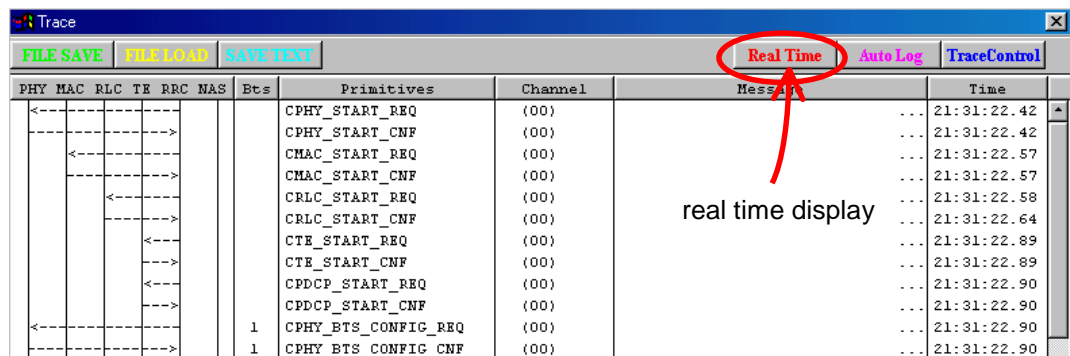 Trace
FILE SAVE FILE LOAD SAVE TEXT Real Time Auto Log TraceControl
PHY MAC RLC TE RRC NAS Bts Primitives Channel Message Time
CPHY_START_REQ (00) ... 21:31:22.42
CPHY_START_CNF (00) ... 21:31:22.42
CMAC_START_REQ (00) ... 21:31:22.57
CMAC_START_CNF (00) ... 21:31:22.57
CRLC_START_REQ (00) ... 21:31:22.58
CRLC_START_CNF (00) ... 21:31:22.64
real time display
CTE_START_REQ (00) ... 21:31:22.89
CTE_START_CNF (00) ... 21:31:22.89
CPDCP_START_REQ (00) ... 21:31:22.90
CPDCP_START_CNF (00) ... 21:31:22.90
1 CPHY_BTS_CONFIG_REQ (00) ... 21:31:22.90
1 CPHY_BTS_CONFIG_CNF (00) ... 21:31:22.90